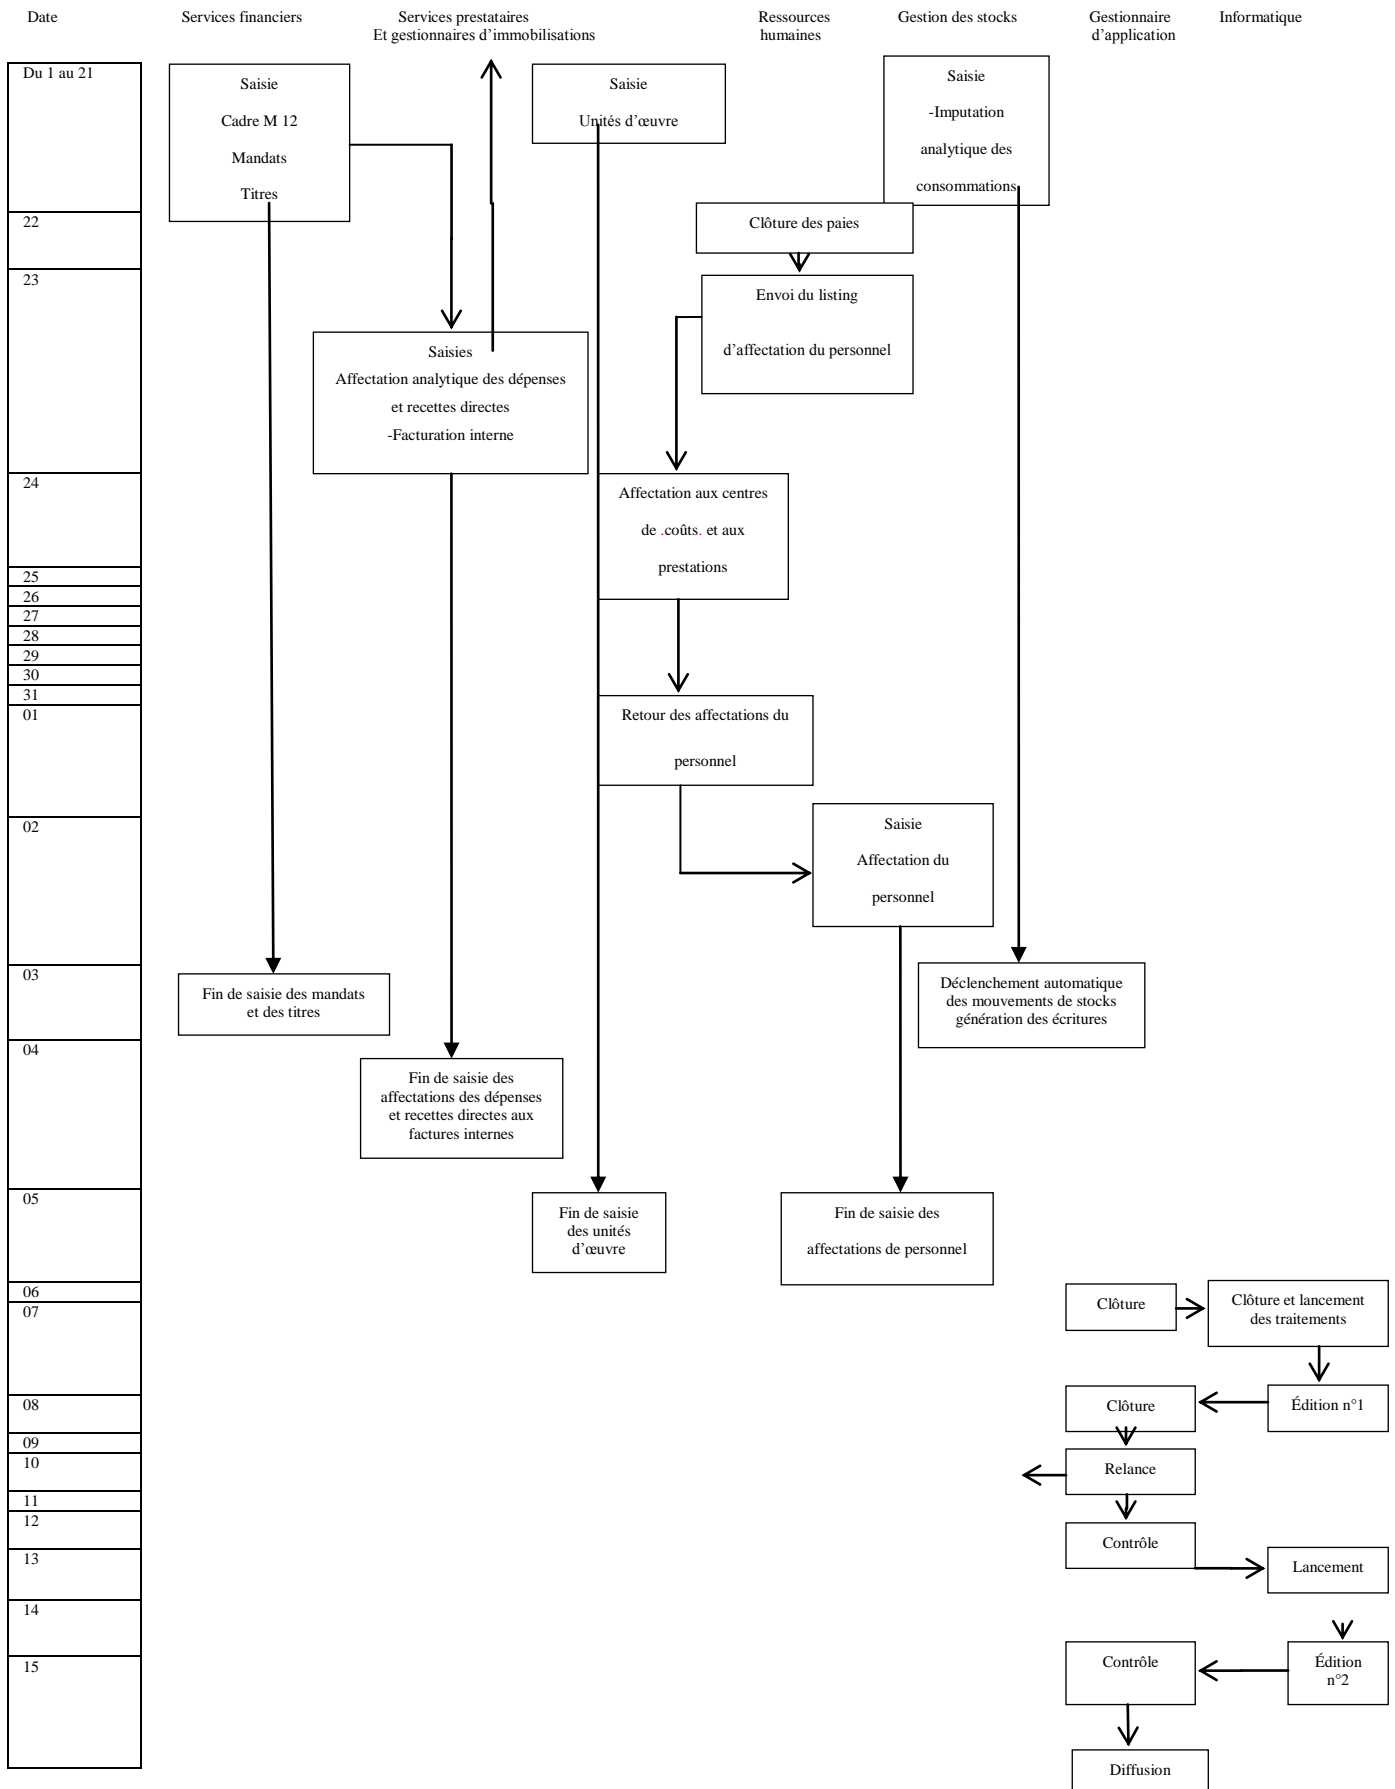 Date
Services financiers
Services prestataires
Et gestionnaires d’immobilisations
Ressources
humaines
Gestion des stocks
Gestionnaire
d’application
Informatique
Du 1 au 21
Saisie
Cadre M 12
Mandats
Titres
Saisie
Unités d’œuvre
Saisie
-Imputation
analytique des
consommations
22
Clôture des paies
23
Envoi du listing
d’affectation du personnel
Saisies
Affectation analytique des dépenses
et recettes directes
-Facturation interne
24
Affectation aux centres
de .coûts. et aux
prestations
25
26
27
28
29
30
31
01
Retour des affectations du
personnel
02
Saisie
Affectation du
personnel
03
Fin de saisie des mandats
et des titres
Déclenchement automatique
des mouvements de stocks
génération des écritures
04
Fin de saisie des
affectations des dépenses
et recettes directes aux
factures internes
05
Fin de saisie
des unités
d’œuvre
Fin de saisie des
affectations de personnel
06
07
Clôture
Clôture et lancement
des traitements
08
Clôture
Édition n°1
09
10
Relance
11
12
Contrôle
13
Lancement
14
15
Contrôle
Édition
n°2
Diffusion